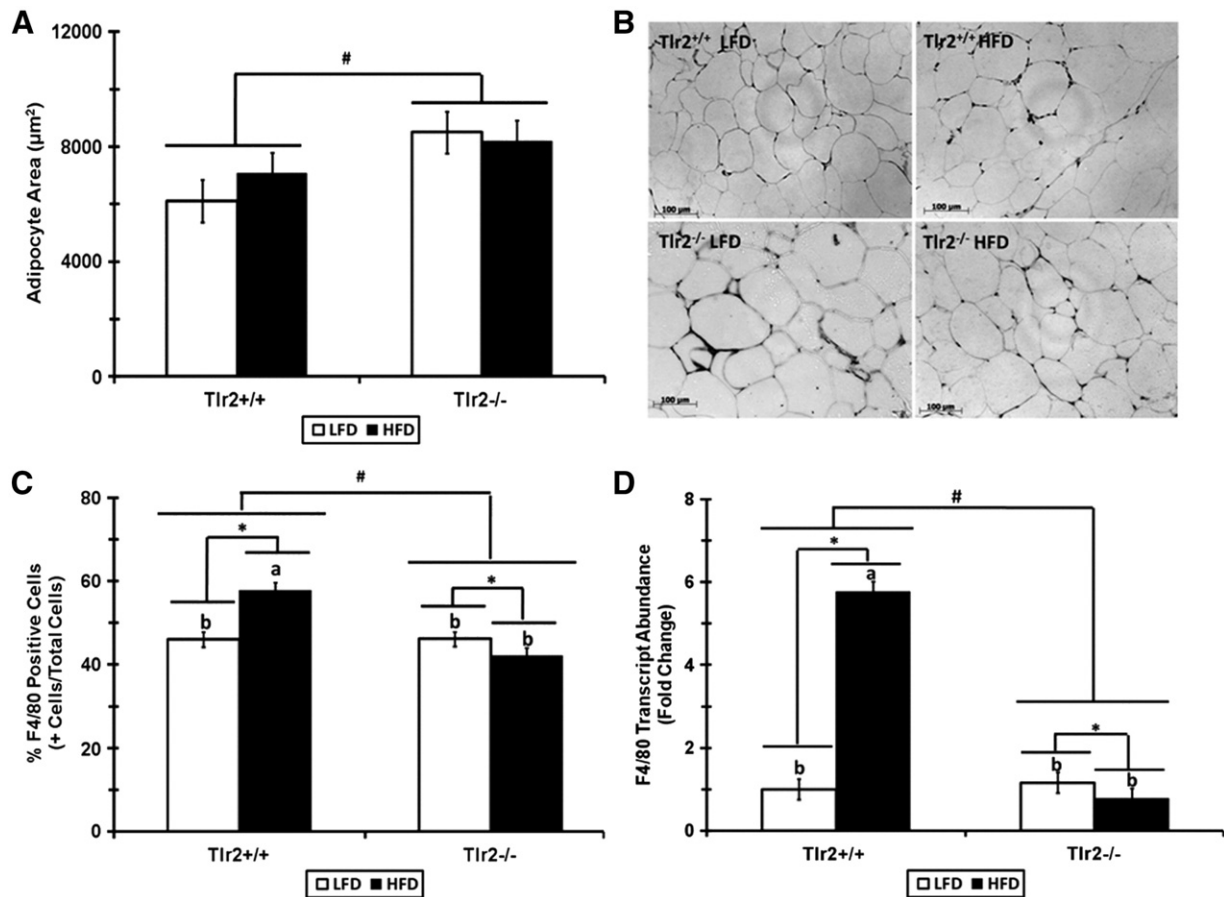 A
12000
8000
4000
0
Adipocyte Area (µm²)
#
Tlr2+/+
Tlr2-/-
LFD HFD
B
Tlr2+/+ LFD
100 µm
Tlr2+/+ HFD
100 µm
Tlr2-/- LFD
100 µm
Tlr2-/- HFD
100 µm
C
80
60
40
20
0
% F4/80 Positive Cells
(+ Cells/Total Cells)
#
*
*
b
a
b
b
Tlr2+/+
Tlr2-/-
LFD HFD
D
8
6
4
2
0
F4/80 Transcript Abundance
(Fold Change)
#
*
*
b
a
b
b
Tlr2+/+
Tlr2-/-
LFD HFD